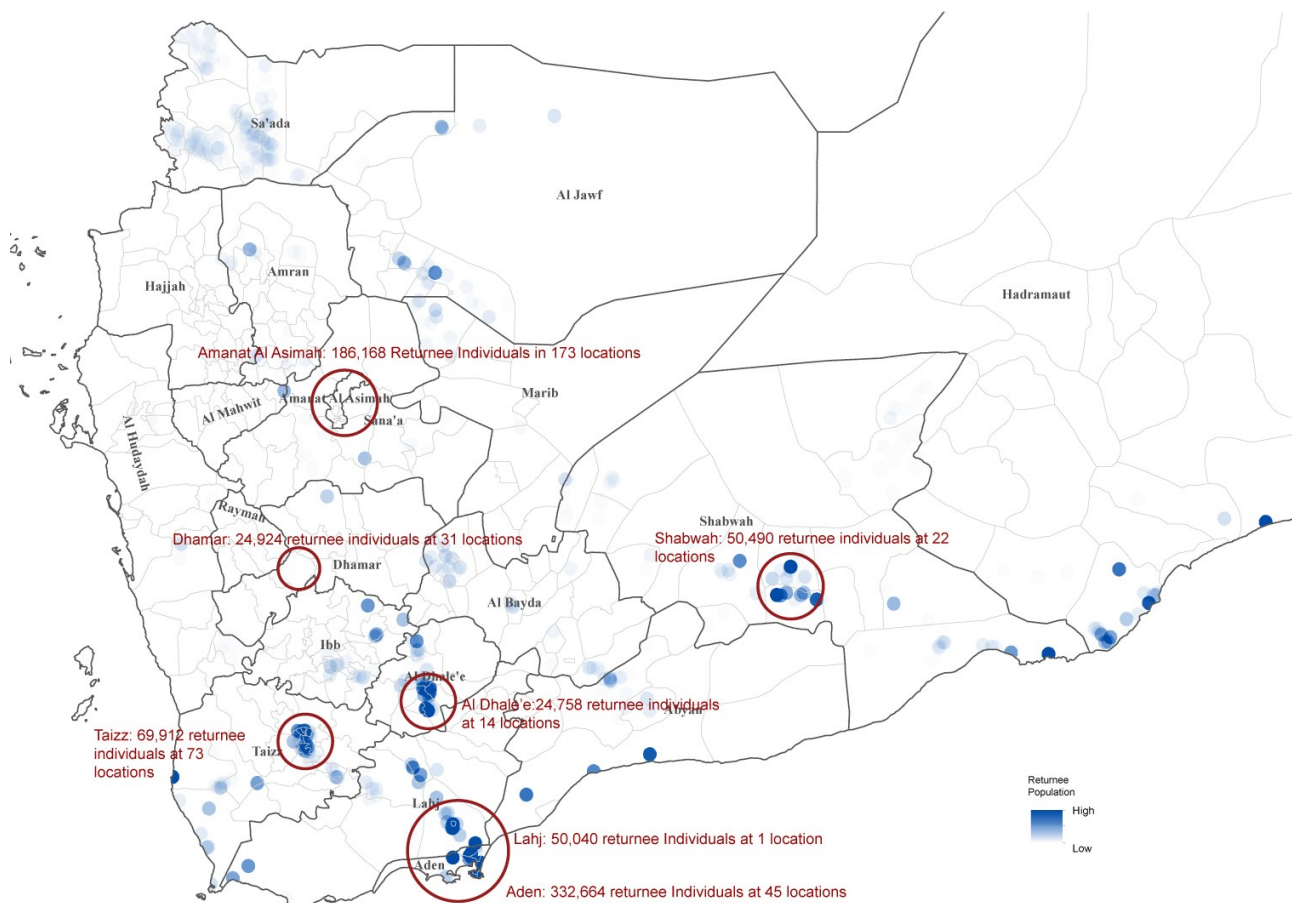 Sa'ada
Al Jawf
Hajjah
Amran
Hadramaut
Amanat Al Asimah: 186,168 Returnee Individuals in 173 locations
Al Mahwit
Amanat Al Asimah
Marib
Sana'a
Al Hudaydah
Raymah
Shabwah
Dhamar: 24,924 returnee individuals at 31 locations
Shabwah: 50,490 returnee individuals at 22
locations
Dhamar
Al Bayda
Ibb
Al Dhale'e
Al Dhale'e:24,758 returnee individuals
at 14 locations
Abyan
Taizz: 69,912 returnee
individuals at 73
locations
Taizz
Lahj
Returnee
Population
High
Low
Lahj: 50,040 returnee Individuals at 1 location
Aden
Aden: 332,664 returnee Individuals at 45 locations